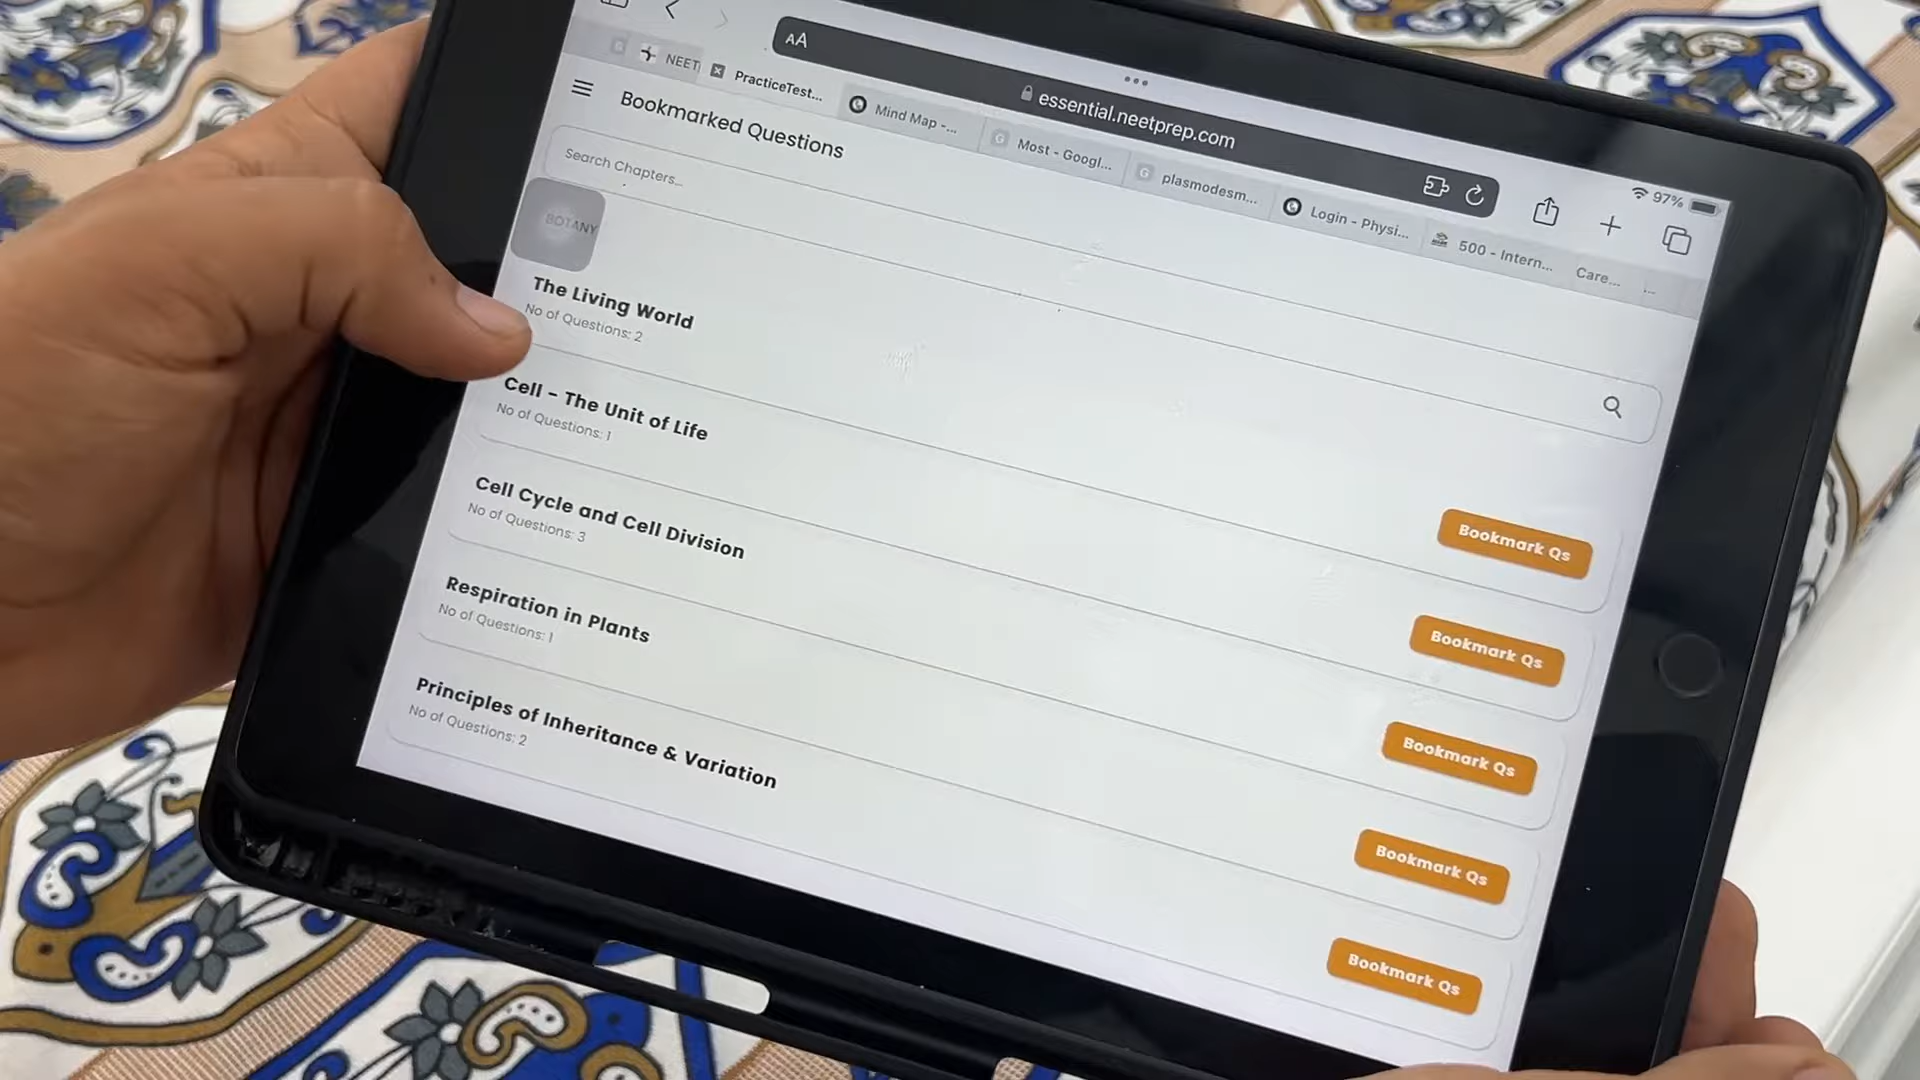 AA
essential.neetprep.com
97%
NEET
PracticeTest...
Mind Map -...
Most - Googl...
plasmodesm...
Login - Physi...
500 - Intern...
Care...
Bookmarked Questions
Search Chapters...
BOTANY
The Living World
No of Questions: 2
Bookmark Qs
Cell - The Unit of Life
No of Questions: 1
Bookmark Qs
Cell Cycle and Cell Division
No of Questions: 3
Bookmark Qs
Respiration in Plants
No of Questions: 1
Bookmark Qs
Principles of Inheritance & Variation
No of Questions: 2
Bookmark Qs